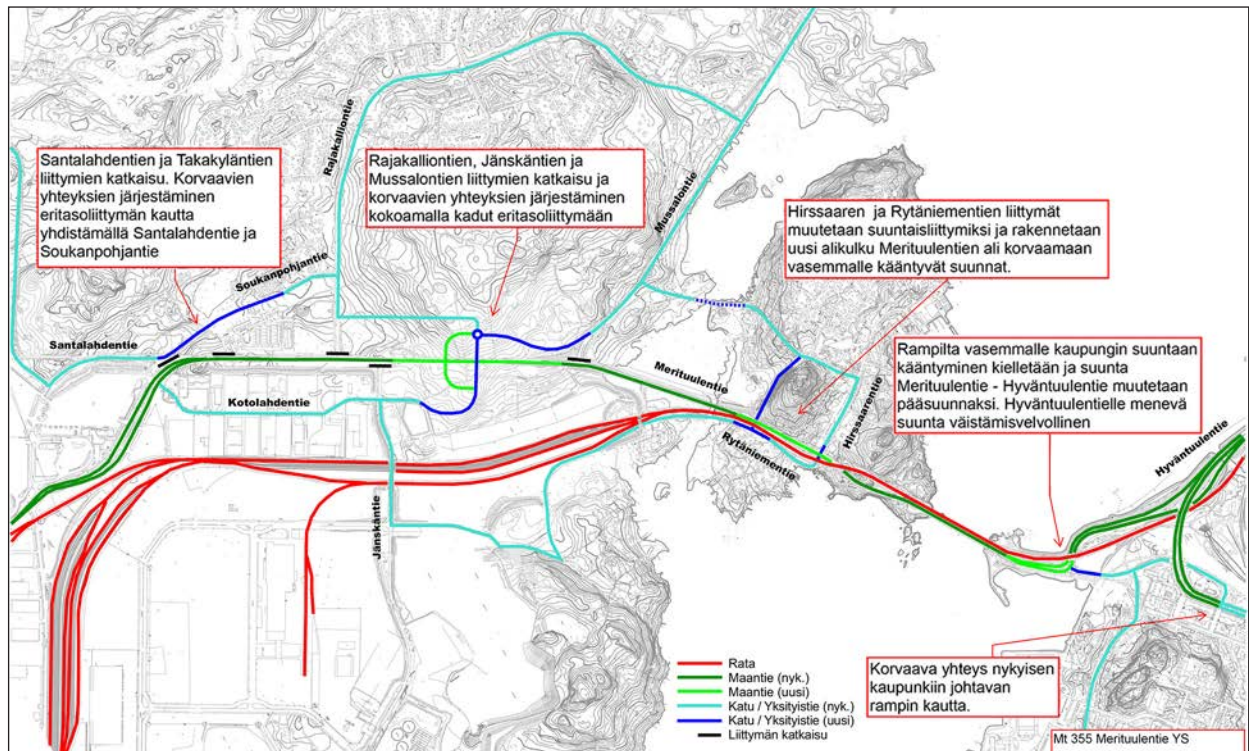 Rajakalliontie
Mussalontie
Santalahdentien ja Takakyläntien
liittymien katkaisu. Korvaavien
yhteyksien järjestäminen
eritasoliittymän kautta
yhdistämällä Santalahdentie ja
Soukanpohjantie
Rajakalliontien, Jänskäntien ja
Mussalontien liittymien katkaisu ja
korvaavien yhteyksien järjestäminen
kokoamalla kadut eritasoliittymään
Hirssaaren ja Rytäniementien liittymät
muutetaan suuntaisliittymiksi ja rakennetaan
uusi alikulku Merituulentien ali korvaamaan
vasemmalle kääntyvät suunnat.
Soukanpohjantie
Santalahdentie
Kotolahdentie
Merituulentie
Rytäniementie
Hirssaarentie
Rampilta vasemmalle kaupungin suuntaan
kääntyminen kielletään ja suunta
Merituulentie - Hyväntuulentie muutetaan
pääsuunnaksi. Hyväntuulentielle menevä
suunta väistämisvelvollinen
Hyväntuulentie
Jänskäntie
Rata
Maantie (nyk.)
Maantie (uusi)
Katu / Yksityistie (nyk.)
Katu / Yksityistie (uusi)
Liittymän katkaisu
Korvaava yhteys nykyisen
kaupunkiin johtavan
rampin kautta.
Mt 355 Merituulentie YS